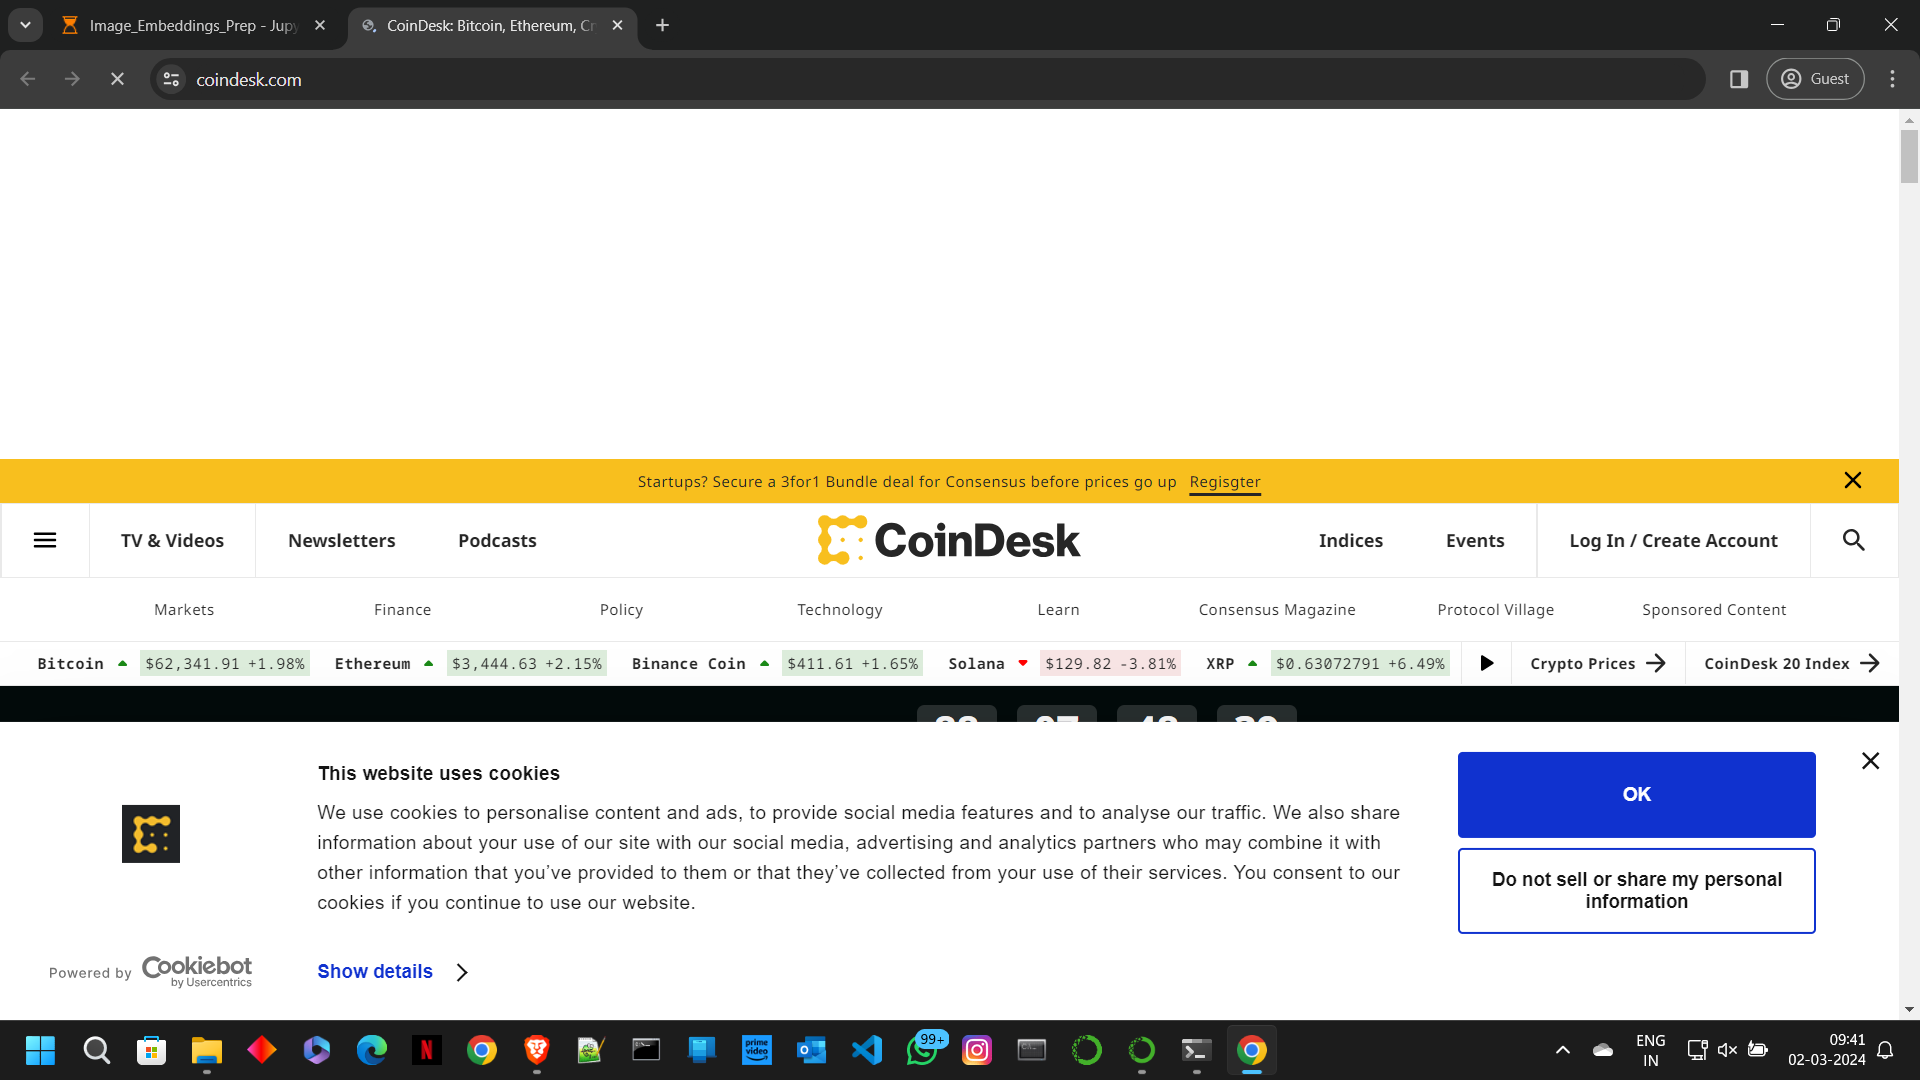 Image_Embeddings_Prep - Jupy
CoinDesk: Bitcoin, Ethereum, Cr
coindesk.com
Guest
Startups? Secure a 3for1 Bundle deal for Consensus before prices go up Regisgter
TV & Videos
Newsletters
Podcasts
CoinDesk
Indices
Events
Log In / Create Account
Markets
Finance
Policy
Technology
Learn
Consensus Magazine
Protocol Village
Sponsored Content
Bitcoin $62,341.91 +1.98%
Ethereum $3,444.63 +2.15%
Binance Coin $411.61 +1.65%
Solana $129.82 -3.81%
XRP $0.63072791 +6.49%
Crypto Prices
CoinDesk 20 Index
This website uses cookies
We use cookies to personalise content and ads, to provide social media features and to analyse our traffic. We also share
information about your use of our site with our social media, advertising and analytics partners who may combine it with
other information that you’ve provided to them or that they’ve collected from your use of their services. You consent to our
cookies if you continue to use our website.
OK
Do not sell or share my personal
information
Powered by Cookiebot
by Usercentrics
Show details
N
prime
video
99+
ENG
IN
09:41
02-03-2024